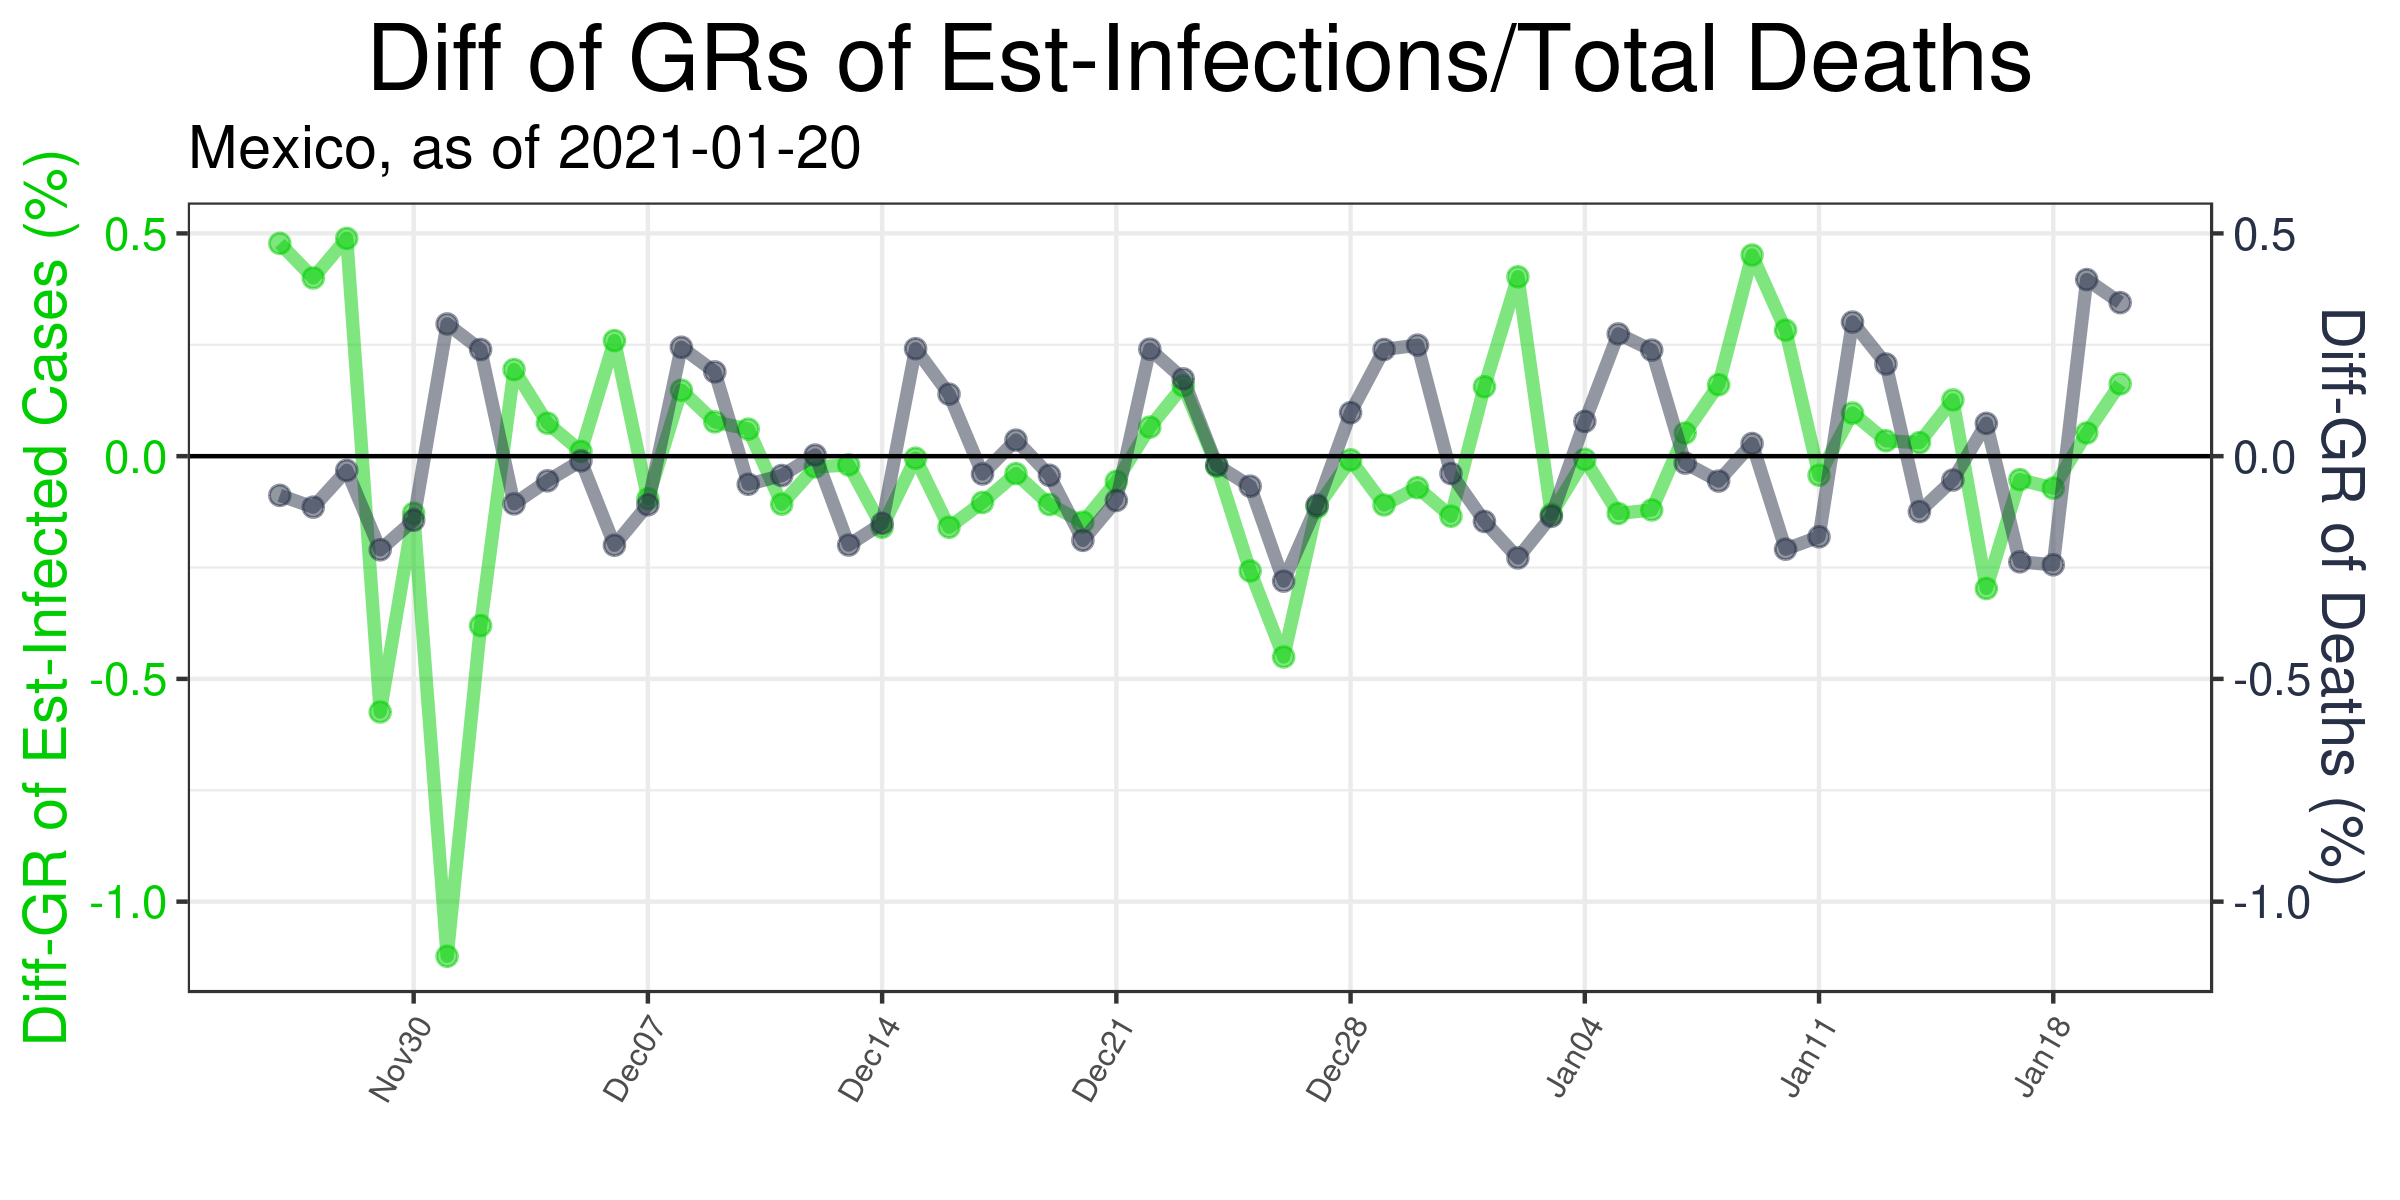 Diff of GRs of Est-Infections/Total Deaths
Mexico, as of 2021-01-20
Diff-GR of Est-Infected Cases (%)
0.5
0.0
-0.5
-1.0
0.5
0.0
-0.5
-1.0
Diff-GR of Deaths (%)
Nov30
Dec07
Dec14
Dec21
Dec28
Jan04
Jan11
Jan18